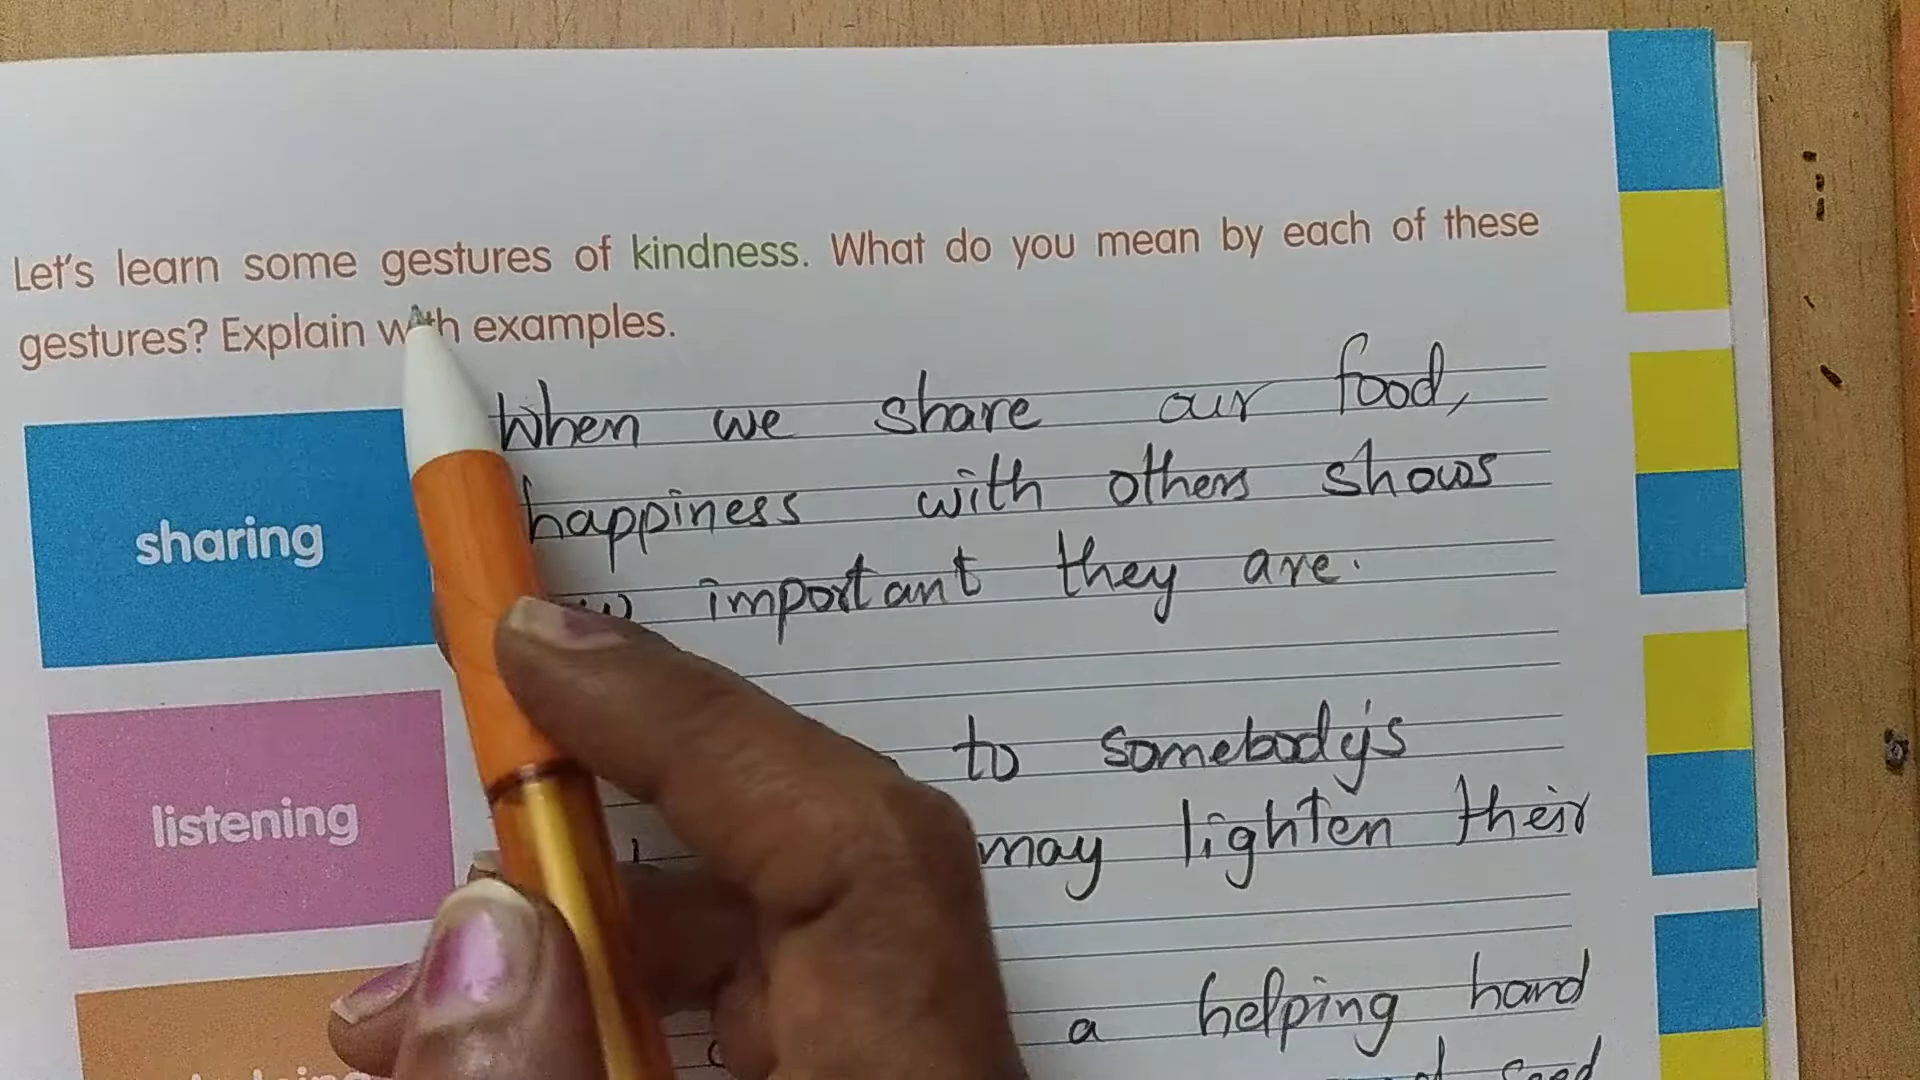 Let's learn some gestures of kindness. What do you mean by each of these
gestures? Explain with examples.
sharing
When we share our food,
happiness with others shows
important they are.
listening
to somebody's
may lighten their
a helping hand